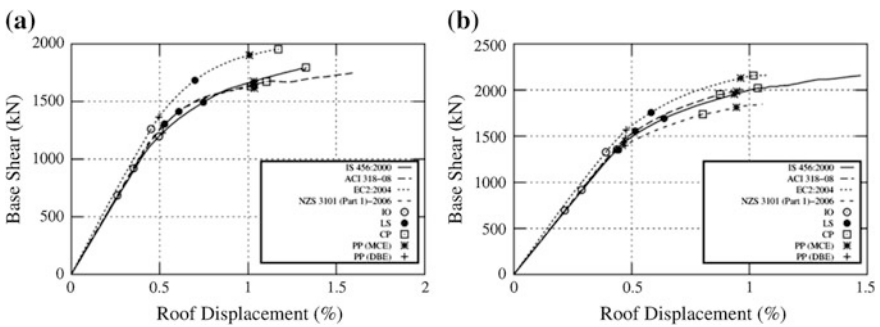 (a)
2000
1500
1000
500
0
Base Shear (kN)
0
0.5
1
1.5
2
Roof Displacement (%)
IS 456:2000
ACI 318-08
EC2:2004
NZS 3101 (Part 1)-2006
IO
LS
CP
PP (MCE)
PP (DBE)
(b)
2500
2000
1500
1000
500
0
Base Shear (kN)
0
0.5
1
1.5
Roof Displacement (%)
IS 456:2000
ACI 318-08
EC2:2004
NZS 3101 (Part 1)-2006
IO
LS
CP
PP (MCE)
PP (DBE)